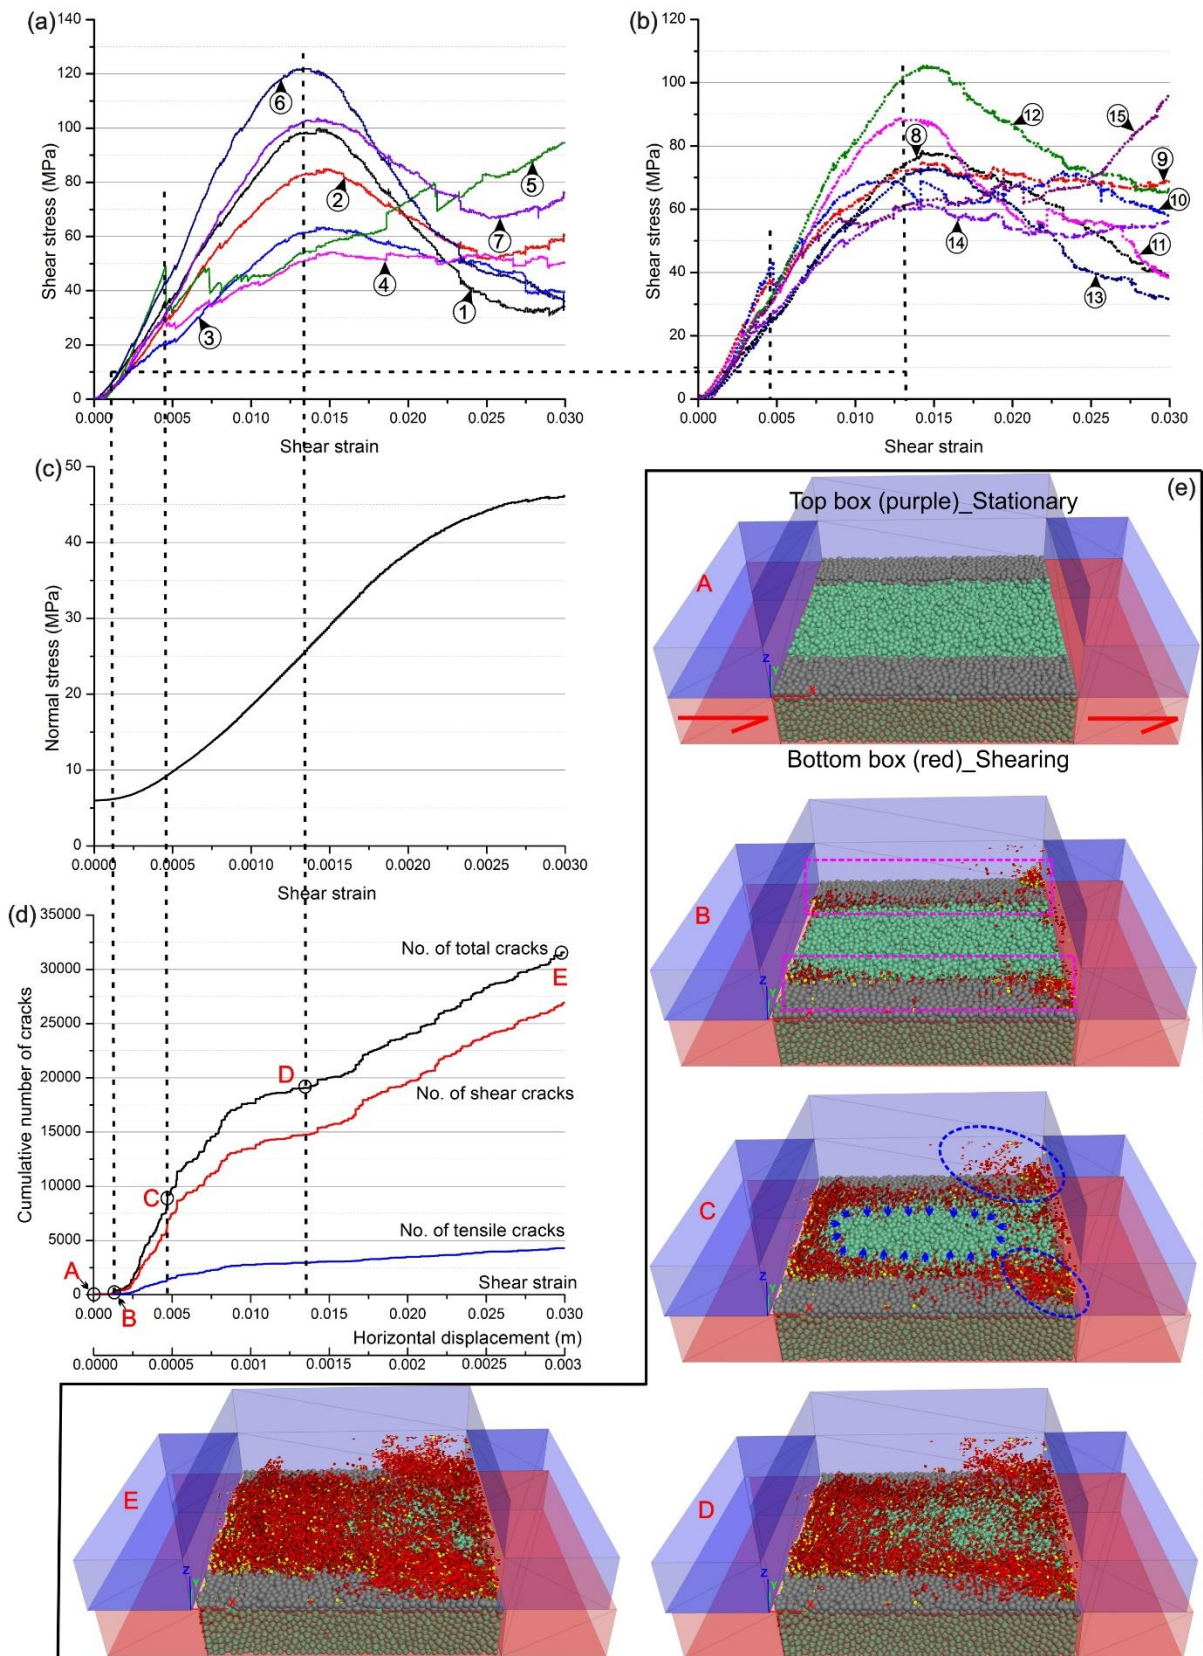 (a)
140
120
100
80
60
40
20
0
Shear stress (MPa)
6
2
5
7
4
1
3
0.000 0.005 0.010 0.015 0.020 0.025 0.030
Shear strain
(b)
120
100
80
60
40
20
0
Shear stress (MPa)
12
15
8
9
10
11
14
13
0.000 0.005 0.010 0.015 0.020 0.025 0.030
Shear strain
(c)
50
40
30
20
10
0
Normal stress (MPa)
0.0000 0.0005 0.0010 0.0015 0.0020 0.0025 0.0030
Shear strain
(d)
35000
30000
25000
20000
15000
10000
5000
0
Cumulative number of cracks
No. of total cracks
E
D
No. of shear cracks
C
No. of tensile cracks
A
B
Shear strain
0.000 0.005 0.010 0.015 0.020 0.025 0.030
Horizontal displacement (m)
0.0000 0.0005 0.0010 0.0015 0.0020 0.0025 0.003
(e)
Top box (purple)_Stationary
A
Z
Y
X
Bottom box (red)_Shearing
B
Z
Y
X
C
Z
Y
X
E
Z
Y
X
D
Z
Y
X